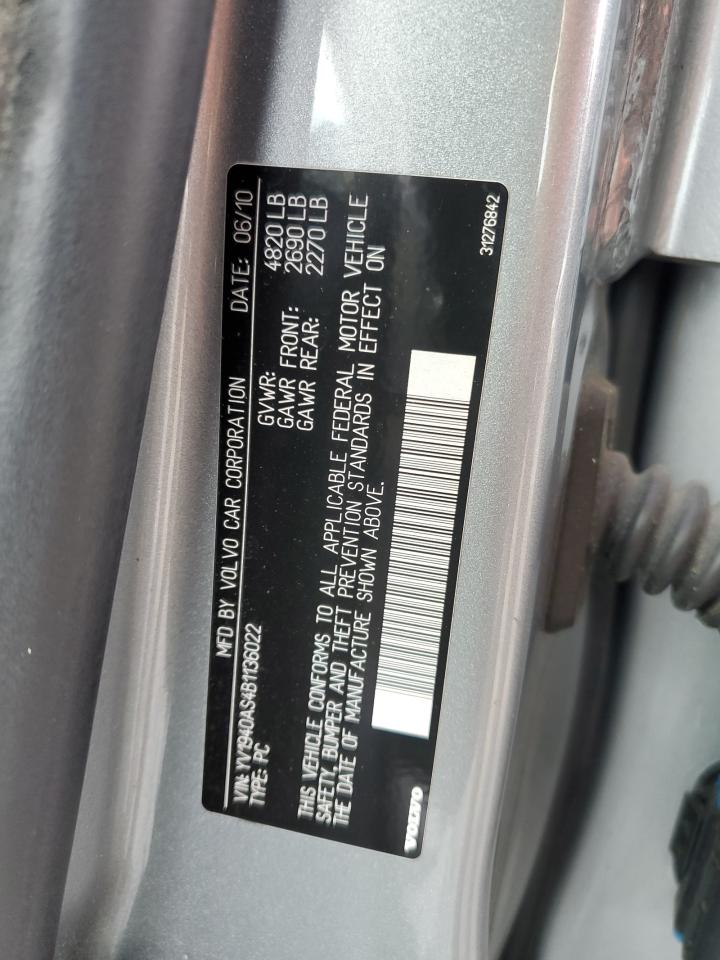 MFD BY VOLVO CAR CORPORATION DATE: 06/10
VIN: YV1940AS4B1136022
TYPE: PC
GVWR: 4820 LB
GAWR FRONT: 2690 LB
GAWR REAR: 2270 LB
THIS VEHICLE CONFORMS TO ALL APPLICABLE FEDERAL MOTOR VEHICLE
SAFETY, BUMPER AND THEFT PREVENTION STANDARDS IN EFFECT ON
THE DATE OF MANUFACTURE SHOWN ABOVE.
VOLVO
31276842